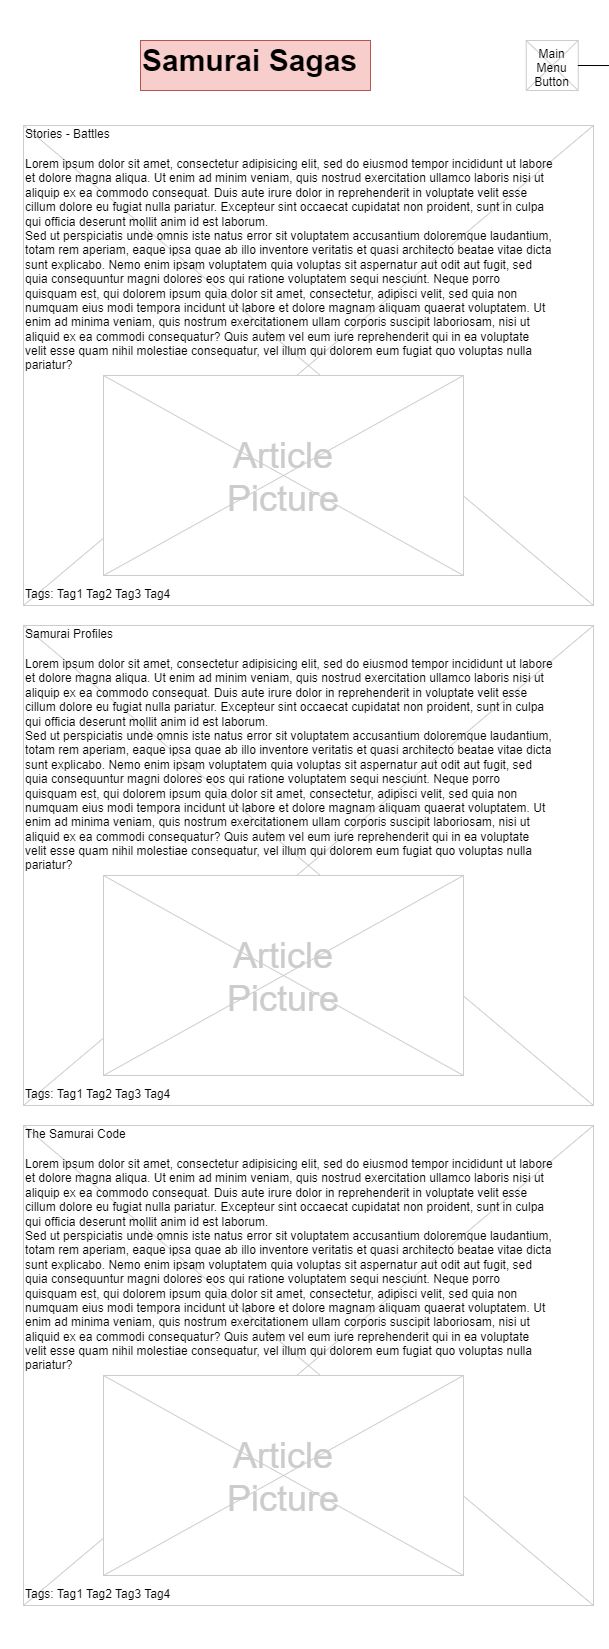 Samurai Sagas
Main
Menu
Button
Stories - Battles
Lorem ipsum dolor sit amet, consectetur adipisicing elit, sed do eiusmod tempor incididunt ut labore
et dolore magna aliqua. Ut enim ad minim veniam, quis nostrud exercitation ullamco laboris nisi ut
aliquip ex ea commodo consequat. Duis aute irure dolor in reprehenderit in voluptate velit esse
cillum dolore eu fugiat nulla pariatur. Excepteur sint occaecat cupidatat non proident, sunt in culpa
qui officia deserunt mollit anim id est laborum.
Sed ut perspiciatis unde omnis iste natus error sit voluptatem accusantium doloremque laudantium,
totam rem aperiam, eaque ipsa quae ab illo inventore veritatis et quasi architecto beatae vitae dicta
sunt explicabo. Nemo enim ipsam voluptatem quia voluptas sit aspernatur aut odit aut fugit, sed
quia consequuntur magni dolores eos qui ratione voluptatem sequi nesciunt. Neque porro
quisquam est, qui dolorem ipsum quia dolor sit amet, consectetur, adipisci velit, sed quia non
numquam eius modi tempora incidunt ut labore et dolore magnam aliquam quaerat voluptatem. Ut
enim ad minima veniam, quis nostrum exercitationem ullam corporis suscipit laboriosam, nisi ut
aliquid ex ea commodi consequatur? Quis autem vel eum iure reprehenderit qui in ea voluptate
velit esse quam nihil molestiae consequatur, vel illum qui dolorem eum fugiat quo voluptas nulla
pariatur?
Article
Picture
Tags: Tag1 Tag2 Tag3 Tag4
Samurai Profiles
Lorem ipsum dolor sit amet, consectetur adipisicing elit, sed do eiusmod tempor incididunt ut labore
et dolore magna aliqua. Ut enim ad minim veniam, quis nostrud exercitation ullamco laboris nisi ut
aliquip ex ea commodo consequat. Duis aute irure dolor in reprehenderit in voluptate velit esse
cillum dolore eu fugiat nulla pariatur. Excepteur sint occaecat cupidatat non proident, sunt in culpa
qui officia deserunt mollit anim id est laborum.
Sed ut perspiciatis unde omnis iste natus error sit voluptatem accusantium doloremque laudantium,
totam rem aperiam, eaque ipsa quae ab illo inventore veritatis et quasi architecto beatae vitae dicta
sunt explicabo. Nemo enim ipsam voluptatem quia voluptas sit aspernatur aut odit aut fugit, sed
quia consequuntur magni dolores eos qui ratione voluptatem sequi nesciunt. Neque porro
quisquam est, qui dolorem ipsum quia dolor sit amet, consectetur, adipisci velit, sed quia non
numquam eius modi tempora incidunt ut labore et dolore magnam aliquam quaerat voluptatem. Ut
enim ad minima veniam, quis nostrum exercitationem ullam corporis suscipit laboriosam, nisi ut
aliquid ex ea commodi consequatur? Quis autem vel eum iure reprehenderit qui in ea voluptate
velit esse quam nihil molestiae consequatur, vel illum qui dolorem eum fugiat quo voluptas nulla
pariatur?
Article
Picture
Tags: Tag1 Tag2 Tag3 Tag4
The Samurai Code
Lorem ipsum dolor sit amet, consectetur adipisicing elit, sed do eiusmod tempor incididunt ut labore
et dolore magna aliqua. Ut enim ad minim veniam, quis nostrud exercitation ullamco laboris nisi ut
aliquip ex ea commodo consequat. Duis aute irure dolor in reprehenderit in voluptate velit esse
cillum dolore eu fugiat nulla pariatur. Excepteur sint occaecat cupidatat non proident, sunt in culpa
qui officia deserunt mollit anim id est laborum.
Sed ut perspiciatis unde omnis iste natus error sit voluptatem accusantium doloremque laudantium,
totam rem aperiam, eaque ipsa quae ab illo inventore veritatis et quasi architecto beatae vitae dicta
sunt explicabo. Nemo enim ipsam voluptatem quia voluptas sit aspernatur aut odit aut fugit, sed
quia consequuntur magni dolores eos qui ratione voluptatem sequi nesciunt. Neque porro
quisquam est, qui dolorem ipsum quia dolor sit amet, consectetur, adipisci velit, sed quia non
numquam eius modi tempora incidunt ut labore et dolore magnam aliquam quaerat voluptatem. Ut
enim ad minima veniam, quis nostrum exercitationem ullam corporis suscipit laboriosam, nisi ut
aliquid ex ea commodi consequatur? Quis autem vel eum iure reprehenderit qui in ea voluptate
velit esse quam nihil molestiae consequatur, vel illum qui dolorem eum fugiat quo voluptas nulla
pariatur?
Article
Picture
Tags: Tag1 Tag2 Tag3 Tag4